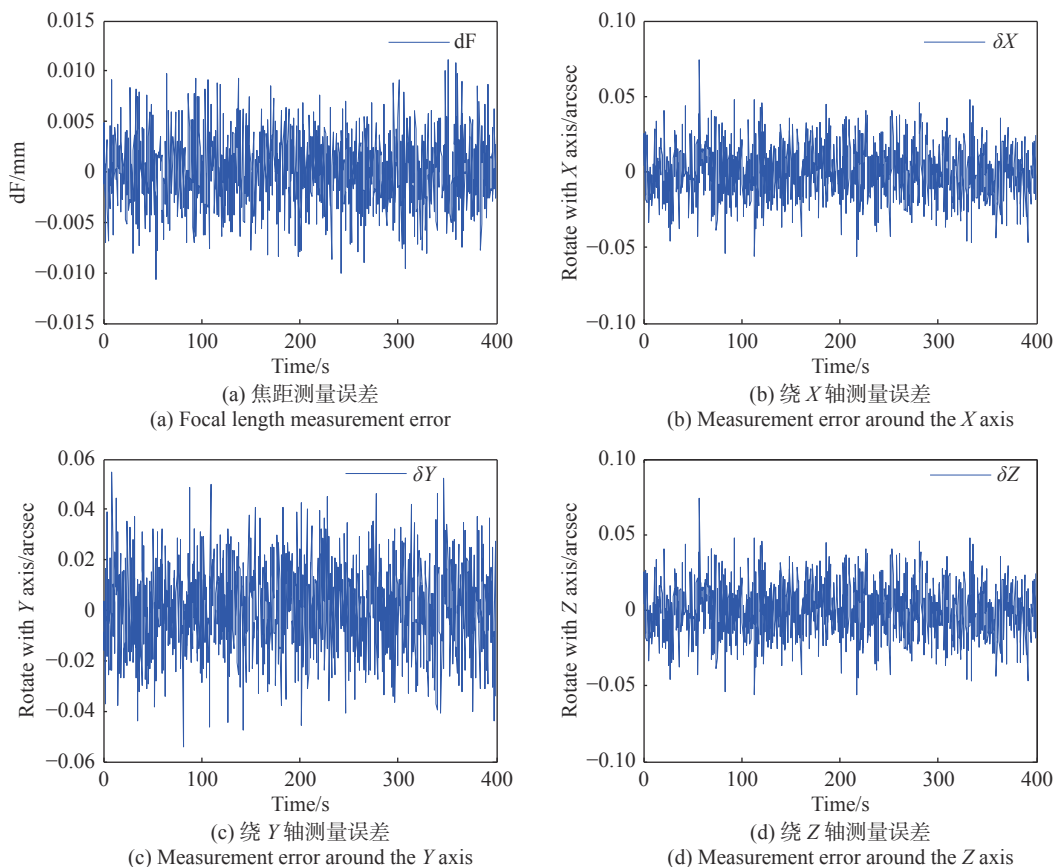 0.015
0.010
0.005
0
−0.005
−0.010
−0.015
dF/mm
dF
0
100
200
300
400
Time/s
(a) 焦距测量误差
(a) Focal length measurement error
0.10
0.05
0
−0.05
−0.10
Rotate with X axis/arcsec
δX
0
100
200
300
400
Time/s
(b) 绕 X 轴测量误差
(b) Measurement error around the X axis
0.06
0.04
0.02
0
−0.02
−0.04
−0.06
Rotate with Y axis/arcsec
δY
0
100
200
300
400
Time/s
(c) 绕 Y 轴测量误差
(c) Measurement error around the Y axis
0.10
0.05
0
−0.05
−0.10
Rotate with Z axis/arcsec
δZ
0
100
200
300
400
Time/s
(d) 绕 Z 轴测量误差
(d) Measurement error around the Z axis